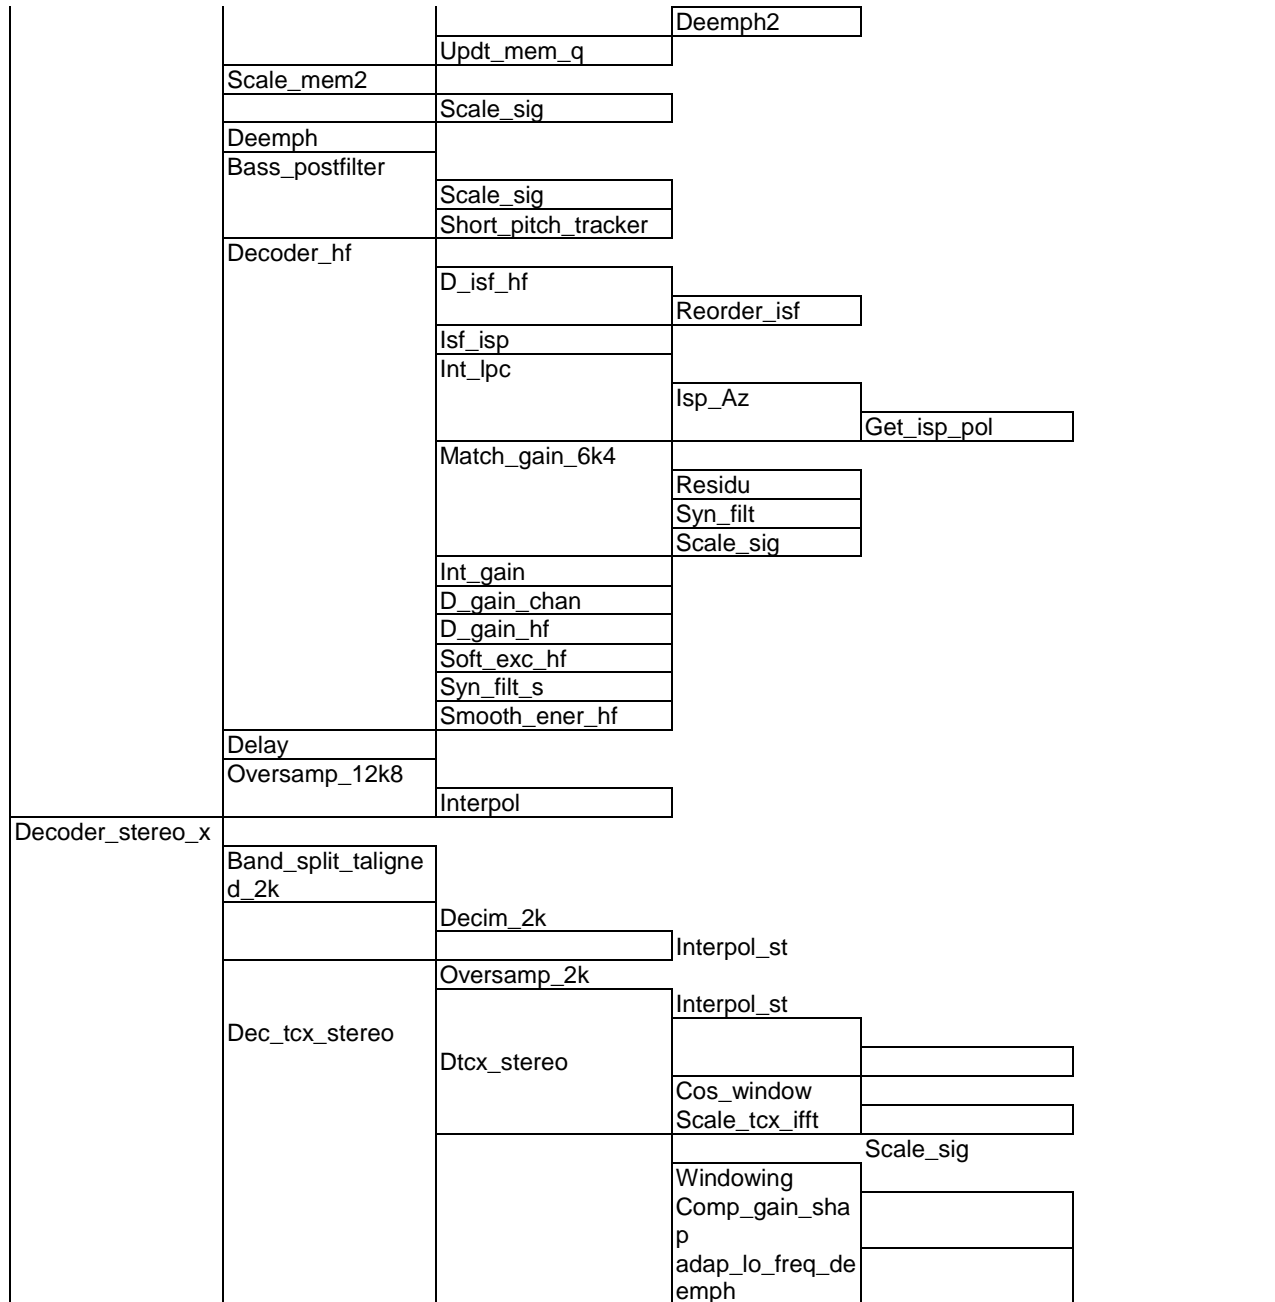 Deemph2
Updt_mem_q
Scale_mem2
Scale_sig
Deemph
Bass_postfilter
Scale_sig
Short_pitch_tracker
Decoder_hf
D_isf_hf
Reorder_isf
Isf_isp
Int_lpc
Isp_Az
Get_isp_pol
Match_gain_6k4
Residu
Syn_filt
Scale_sig
Int_gain
D_gain_chan
D_gain_hf
Soft_exc_hf
Syn_filt_s
Smooth_ener_hf
Delay
Oversamp_12k8
Interpol
Decoder_stereo_x
Band_split_taligne
d_2k
Decim_2k
Interpol_st
Oversamp_2k
Interpol_st
Dec_tcx_stereo
Dtcx_stereo
Cos_window
Scale_tcx_ifft
Scale_sig
Windowing
Comp_gain_sha
p
adap_lo_freq_de
emph